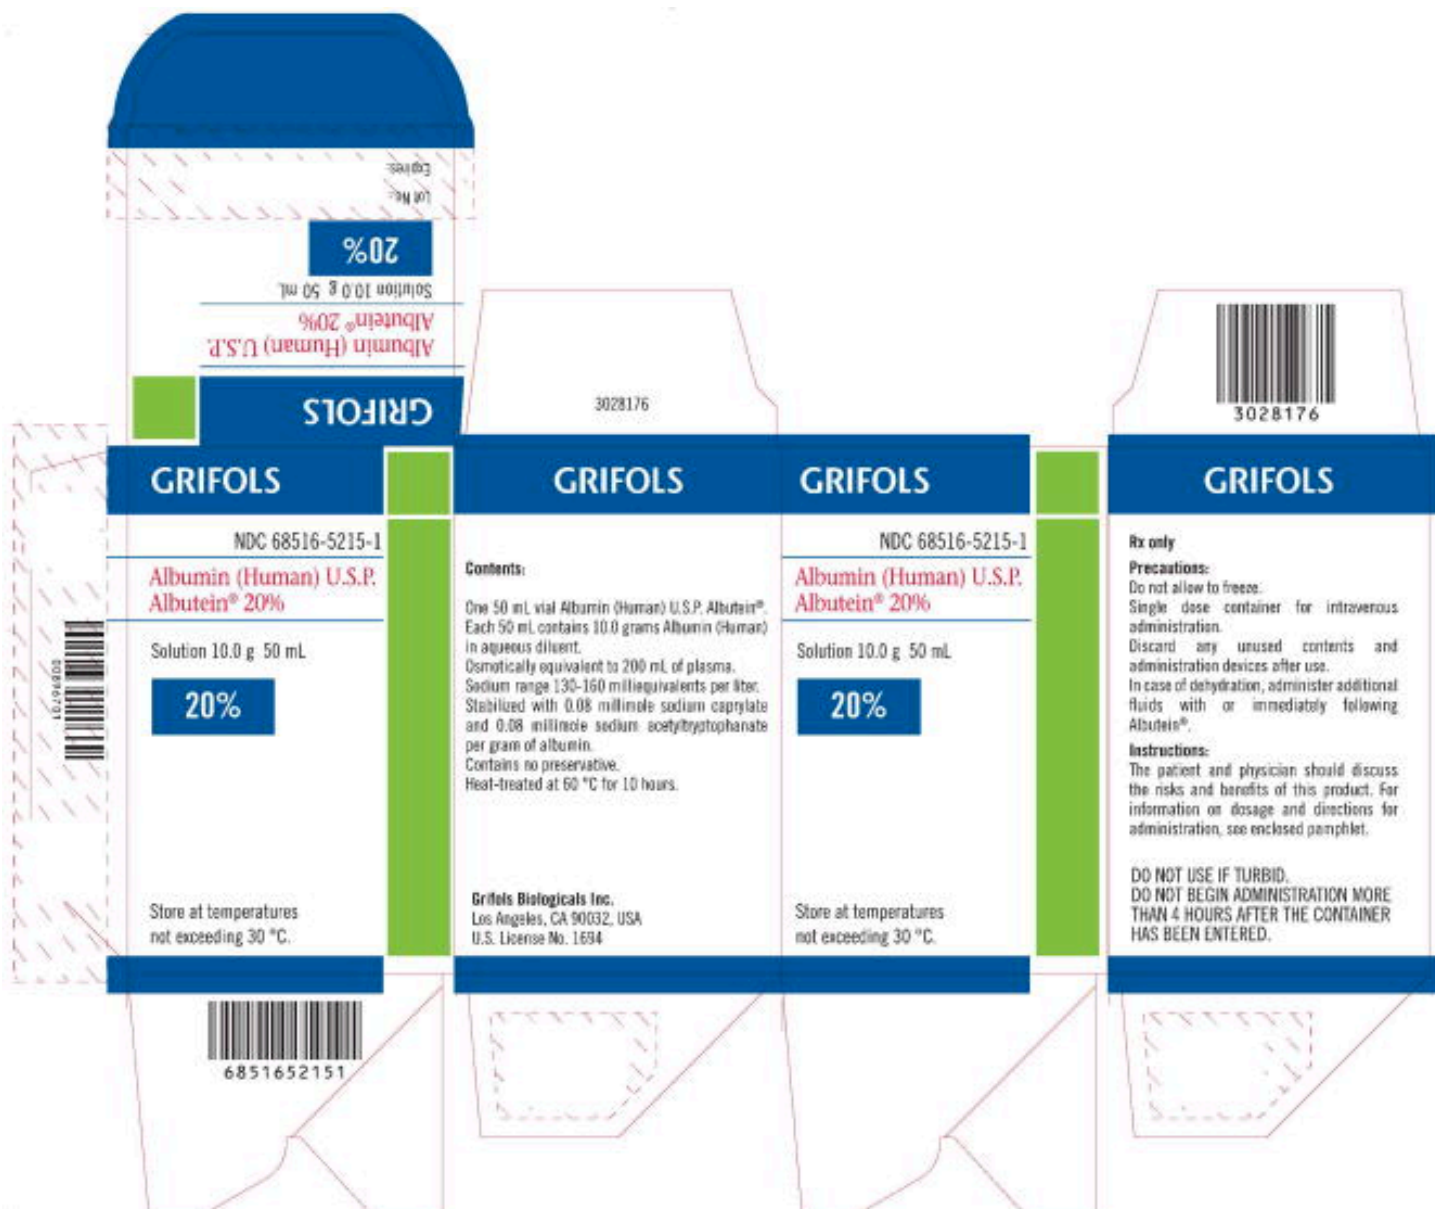 Expires:
Lot No.:
20%
Solution 10.0 g 50 mL
Albutein® 20%
Albumin (Human) U.S.P.
GRIFOLS
3028176
3028176
GRIFOLS
NDC 68516-5215-1
Albumin (Human) U.S.P.
Albutein® 20%
Solution 10.0 g 50 mL
20%
Store at temperatures
not exceeding 30 °C.
6851652151
GRIFOLS
Contents:
One 50 mL vial Albumin (Human) U.S.P. Albutein®.
Each 50 mL contains 10.0 grams Albumin (Human)
in aqueous diluent.
Osmotically equivalent to 200 mL of plasma.
Sodium range 130-160 milliequivalents per liter.
Stabilized with 0.08 millimole sodium caprylate
and 0.08 millimole sodium acetyltryptophanate
per gram of albumin.
Contains no preservative.
Heat-treated at 60 °C for 10 hours.
Grifols Biologicals Inc.
Los Angeles, CA 90032, USA
U.S. License No. 1694
GRIFOLS
NDC 68516-5215-1
Albumin (Human) U.S.P.
Albutein® 20%
Solution 10.0 g 50 mL
20%
Store at temperatures
not exceeding 30 °C.
GRIFOLS
Rx only
Precautions:
Do not allow to freeze.
Single dose container for intravenous
administration.
Discard any unused contents and
administration devices after use.
In case of dehydration, administer additional
fluids with or immediately following
Albutein®.
Instructions:
The patient and physician should discuss
the risks and benefits of this product. For
information on dosage and directions for
administration, see enclosed pamphlet.
DO NOT USE IF TURBID.
DO NOT BEGIN ADMINISTRATION MORE
THAN 4 HOURS AFTER THE CONTAINER
HAS BEEN ENTERED.